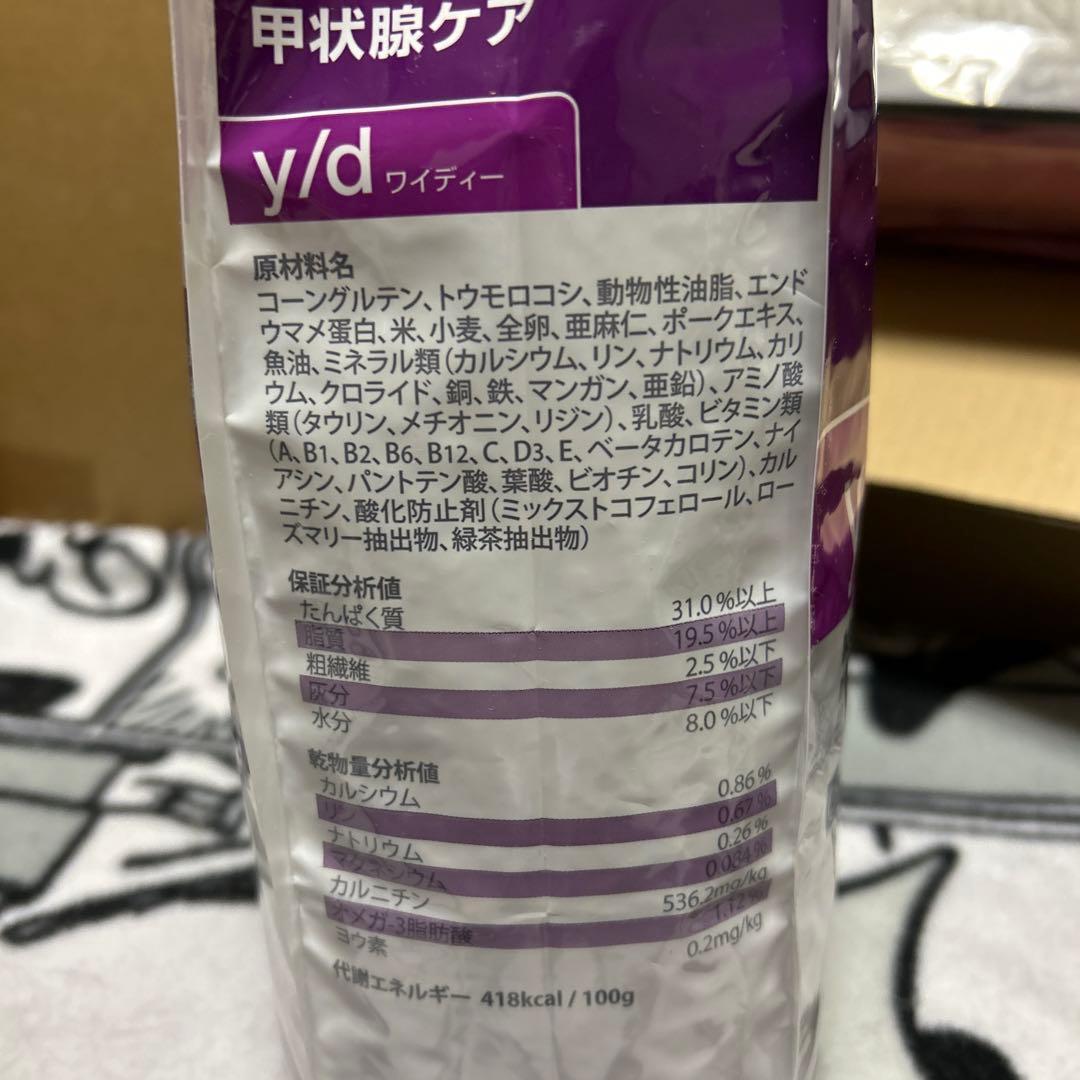 甲状腺ケア
y/d ワイディー
原材料名
コーングルテン、トウモロコシ、動物性油脂、エンド
ウマメ蛋白、米、小麦、全卵、亜麻仁、ポークエキス、
魚油、ミネラル類（カルシウム、リン、ナトリウム、カリ
ウム、クロライド、銅、鉄、マンガン、亜鉛）、アミノ酸
類（タウリン、メチオニン、リジン）、乳酸、ビタミン類
（A、B1、B2、B6、B12、C、D3、E、ベータカロテン、ナイ
アシン、パントテン酸、葉酸、ビオチン、コリン）、カル
ニチン、酸化防止剤（ミックストコフェロール、ロー
ズマリー抽出物、緑茶抽出物）
保証分析値
たんぱく質 31.0%以上
脂質 19.5%以上
粗繊維 2.5%以下
灰分 7.5%以下
水分 8.0%以下
乾物量分析値
カルシウム 0.86%
リン 0.67%
ナトリウム 0.26%
マグネシウム 0.084%
カルニチン 536.2mg/kg
オメガ-3脂肪酸 1.12%
ヨウ素 0.2mg/kg
代謝エネルギー 418kcal / 100g